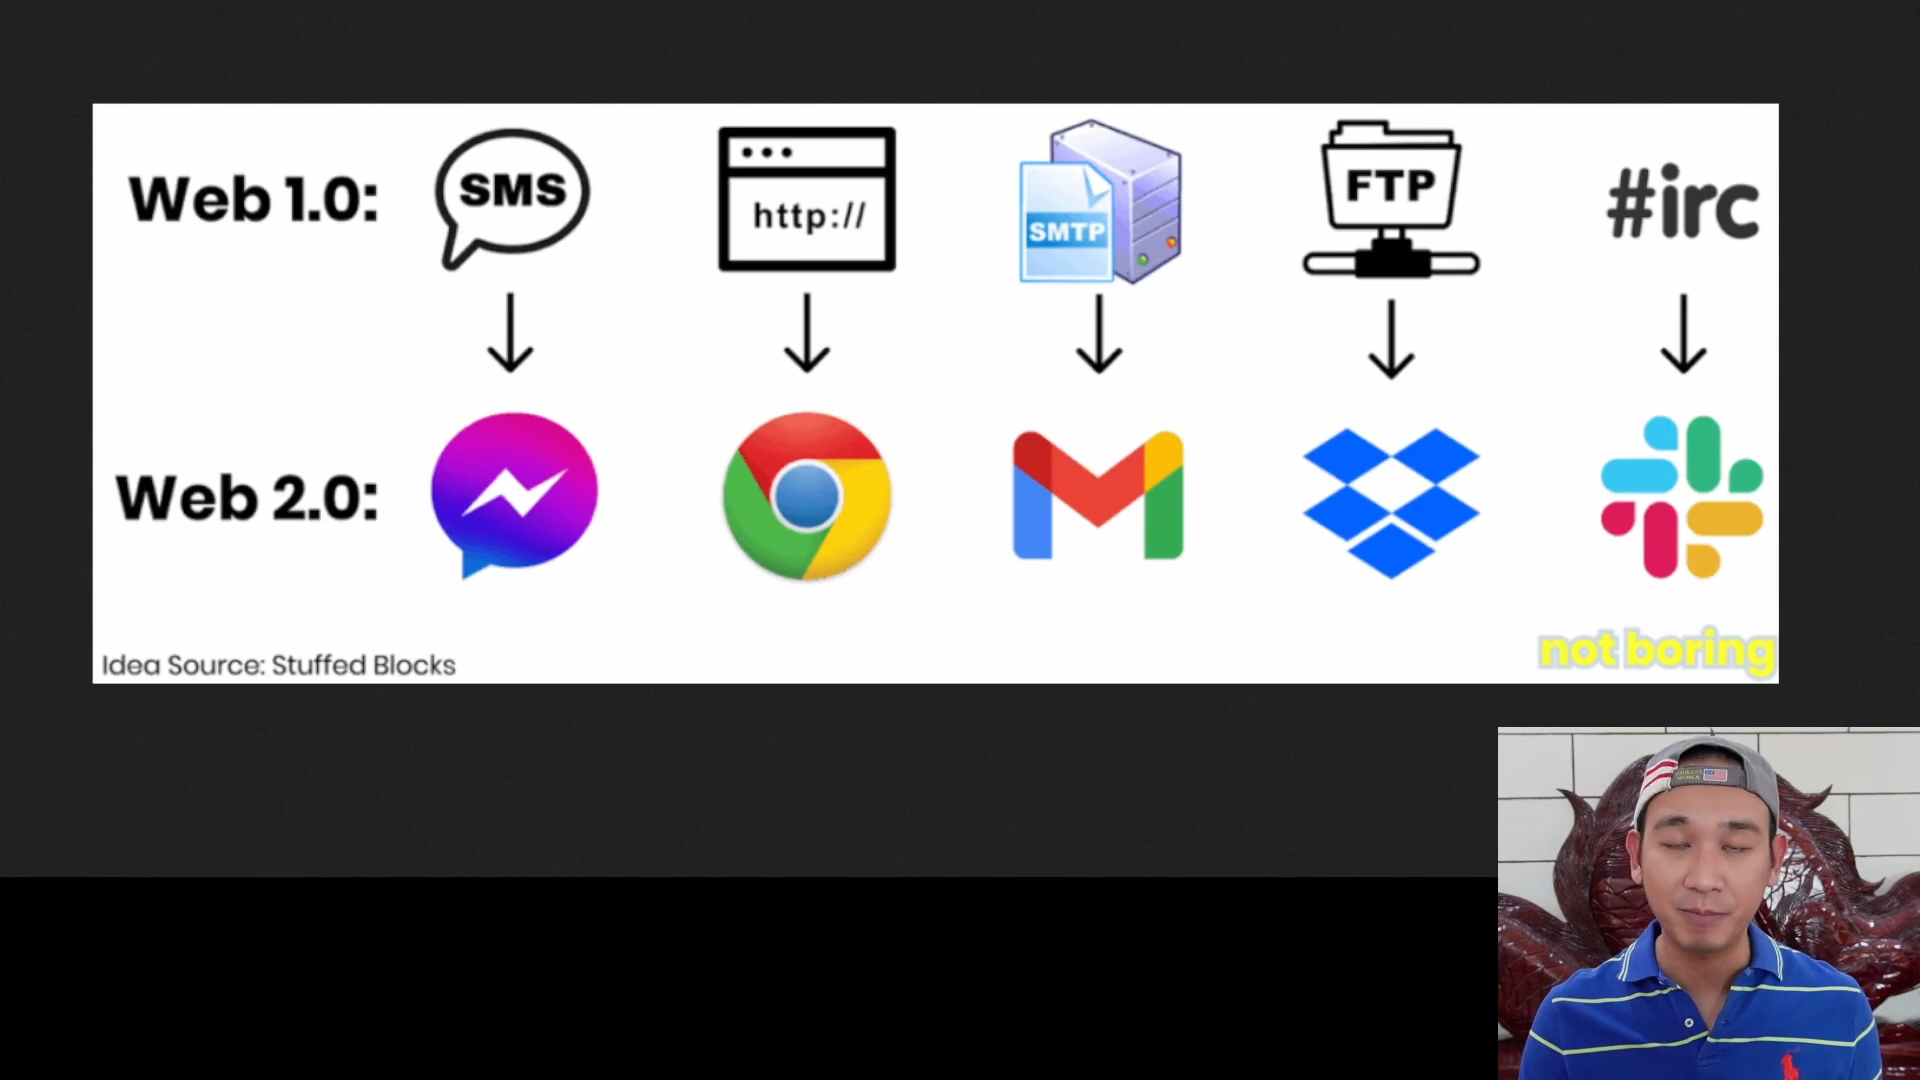 Web 1.0:
SMS
http://
SMTP
FTP
#irc
Web 2.0:
Idea Source: Stuffed Blocks
not boring